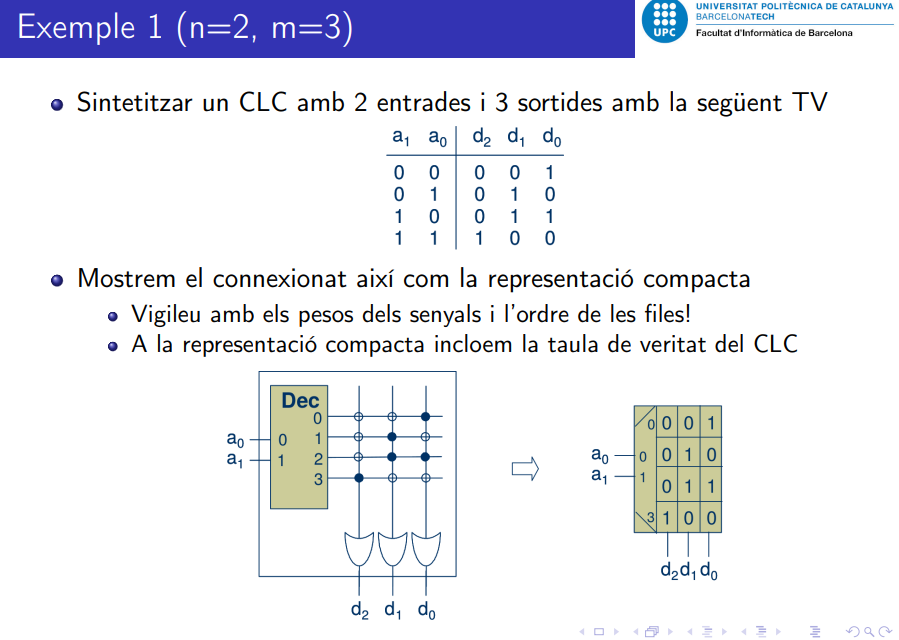 Exemple 1 (n=2, m=3)
UNIVERSITAT POLITÈCNICA DE CATALUNYA
BARCELONATECH
Facultat d'Informàtica de Barcelona
UPC
Sintetitzar un CLC amb 2 entrades i 3 sortides amb la següent TV
a₁ a₀ d₂ d₁ d₀
0 0 0 0 1
0 1 0 1 0
1 0 0 1 1
1 1 1 0 0
Mostrem el connexionat així com la representació compacta
Vigileu amb els pesos dels senyals i l'ordre de les files!
A la representació compacta incloem la taula de veritat del CLC
Dec
0
a₀ 0 1
a₁ 1 2
3
d₂ d₁ d₀
0 0 0 1
a₀ 0 0 1 0
a₁ 1 0 1 1
3 1 0 0
d₂ d₁ d₀